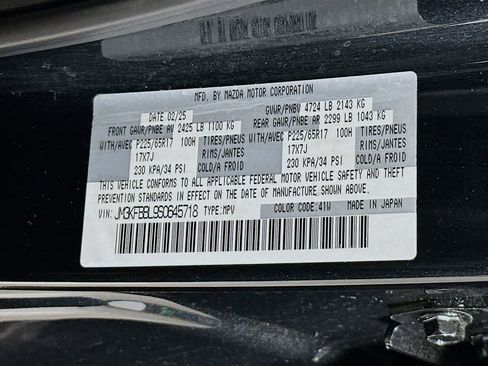 MFD. BY MAZDA MOTOR CORPORATION
DATE 02/25 GVWR/PNBV 4724 LB 2143 KG
FRONT GAWR/PNBE AV 2425 LB 1100 KG REAR GAWR/PNBE AR 2299 LB 1043 KG
WITH/AVEC P225/65R17 100H TIRES/PNEUS WITH/AVEC P225/65R17 100H TIRES/PNEUS
17X7J RIMS/JANTES 17X7J RIMS/JANTES
230 KPA/34 PSI COLD/A FROID 230 KPA/34 PSI COLD/A FROID
THIS VEHICLE CONFORMS TO ALL APPLICABLE FEDERAL MOTOR VEHICLE SAFETY AND THEFT
PREVENTION STANDARDS IN EFFECT ON THE DATE OF MANUFACTURE SHOWN ABOVE.
VIN: JM3KFBBL9S0645718 TYPE:MPV COLOR CODE:41W MADE IN JAPAN